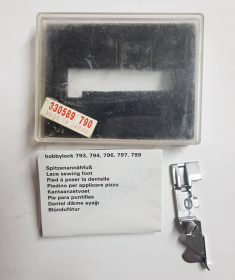 330589 790
hobbylock 793, 794, 796, 797, 799
Spitzenannähfuß
Lace sewing foot
Pied à poser la dentelle
Piedino per applicare pizzo
Kantaanzetvoet
Pie para puntillas
Dantel dikme ayağı
Blúndufótur